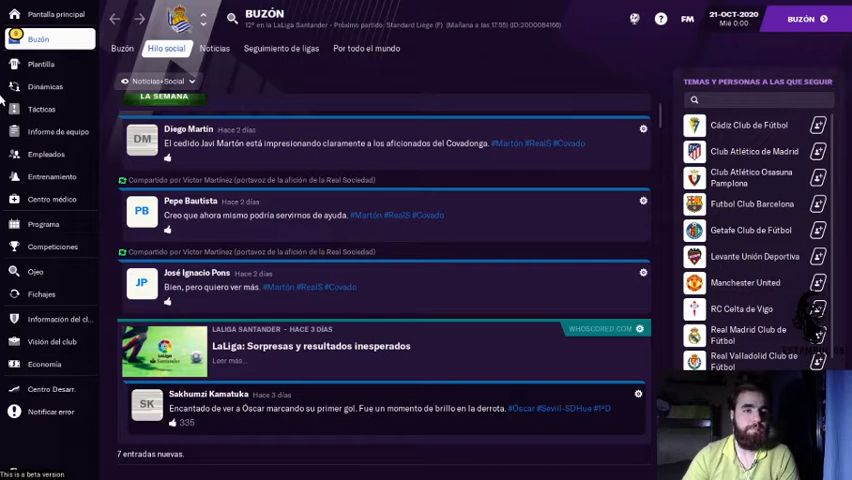 Pantalla principal
9
Buzón
Plantilla
Dinámicas
Tácticas
Informe de equipo
Empleados
Entrenamiento
Centro médico
Programa
Competiciones
Ojeo
Fichajes
Información del cl...
Visión del club
Economía
Centro Desarr.
Notificar error
This is a beta version
BUZÓN
12º en la LaLiga Santander - Próximo partido: Standard Liège (F) (Mañana a las 17:55) (ID:2000084166)
FM
21-OCT-2020
Mié 0:00
BUZÓN
Buzón
Hilo social
Noticias
Seguimiento de ligas
Por todo el mundo
Noticias+Social
LA SEMANA
DM
Diego Martín Hace 2 días
El cedido Javi Martón está impresionando claramente a los aficionados del Covadonga. #Martón #RealS #Covado
Compartido por Víctor Martínez (portavoz de la afición de la Real Sociedad)
PB
Pepe Bautista Hace 2 días
Creo que ahora mismo podría servirnos de ayuda. #Martón #RealS #Covado
Compartido por Víctor Martínez (portavoz de la afición de la Real Sociedad)
JP
José Ignacio Pons Hace 2 días
Bien, pero quiero ver más. #Martón #RealS #Covado
LALIGA SANTANDER - HACE 3 DÍAS
WHOSCORED.COM
LaLiga: Sorpresas y resultados inesperados
Leer más...
SK
Sakhumzi Kamatuka Hace 3 días
Encantado de ver a Óscar marcando su primer gol. Fue un momento de brillo en la derrota. #Óscar #Sevill-SDHue #1ªD
335
7 entradas nuevas.
TEMAS Y PERSONAS A LAS QUE SEGUIR
Cádiz Club de Fútbol
Club Atlético de Madrid
Club Atlético Osasuna
Pamplona
Futbol Club Barcelona
Getafe Club de Fútbol
Levante Unión Deportiva
Manchester United
RC Celta de Vigo
Real Madrid Club de
Fútbol
Real Valladolid Club de
Fútbol